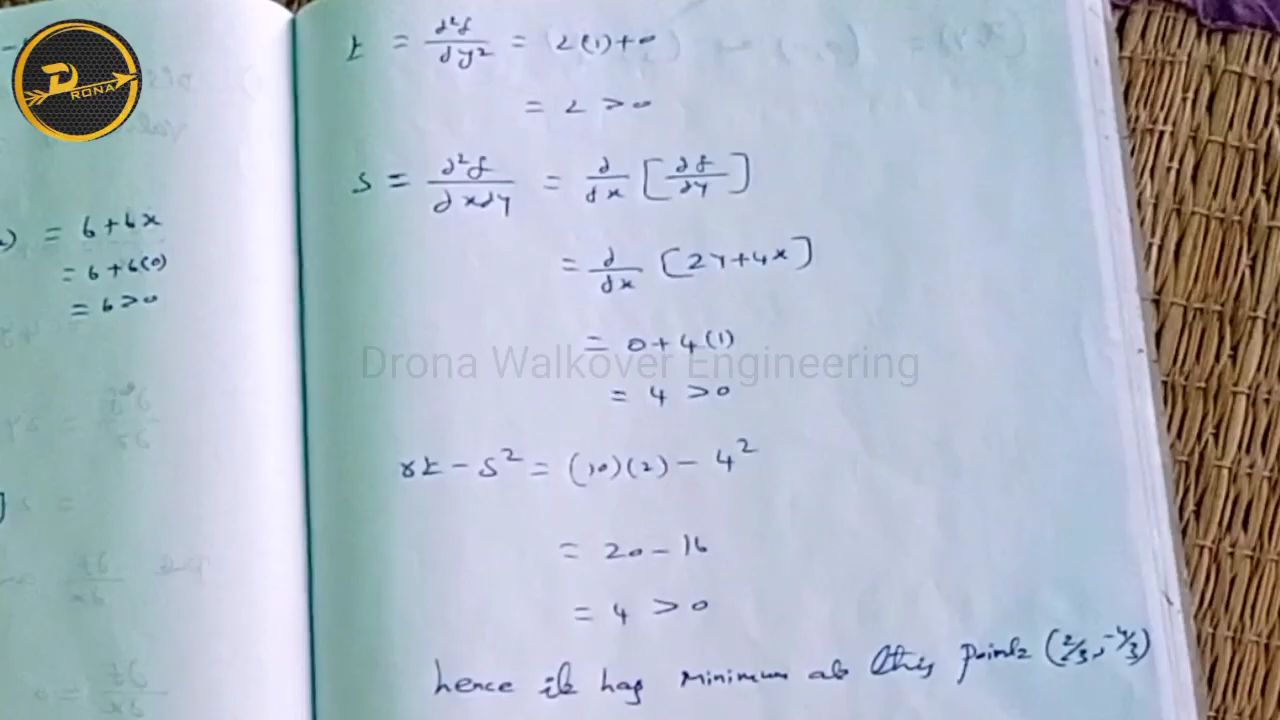 DRONA
= 6+6x
= 6+6(0)
= 6>0
t = ∂²f/∂y² = 2(1)+0
= 2 >0
s = ∂²f/∂x∂y = ∂/∂x [∂f/∂y]
= ∂/∂x [2y+4x]
= 0+4(1)
Drona Walkover Engineering
= 4 >0
rt - s² = (10)(2) - 4²
= 20-16
= 4 >0
hence it has minimum at this points (2/3, -4/3)